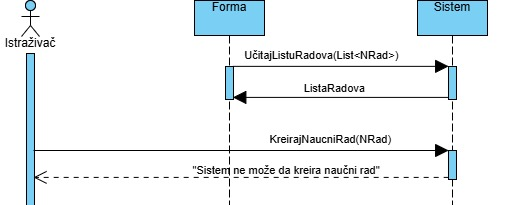 Forma
Sistem
Istraživač
UčitajListuRadova(List<NRad>)
ListaRadova
KreirajNaucniRad(NRad)
"Sistem ne može da kreira naučni rad"